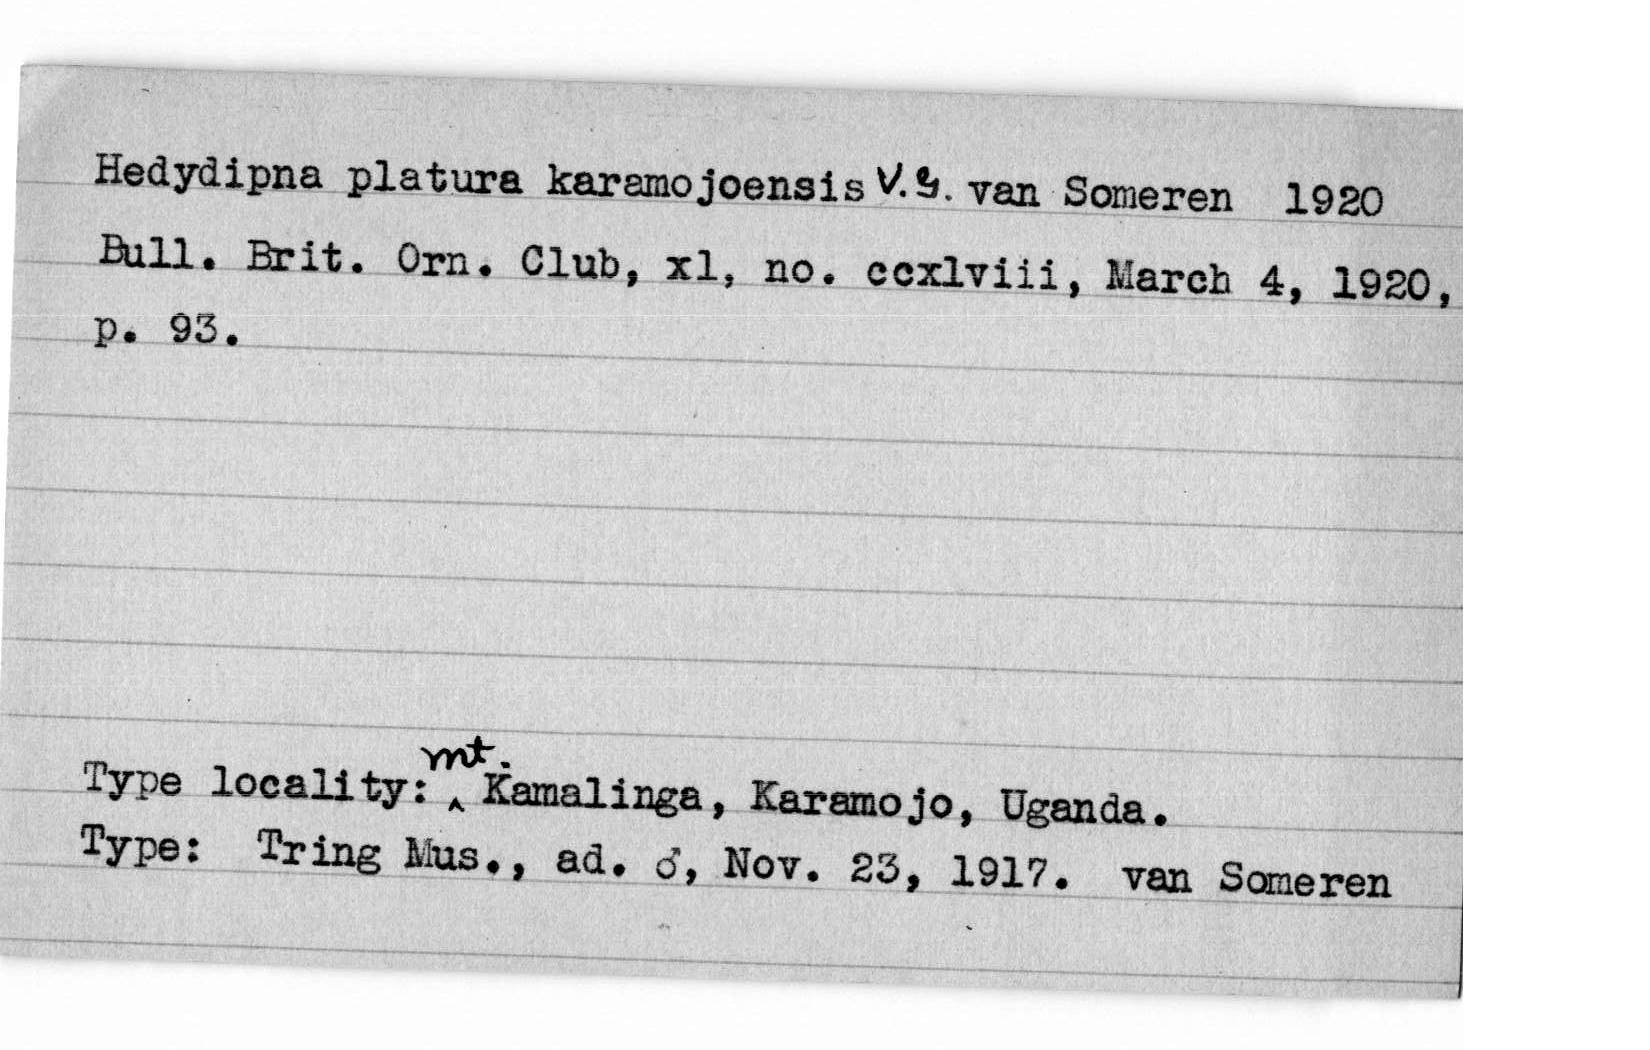 Hedydipna platura karamojoensis V.G. van Someren 1920
Bull. Brit. Orn. Club, xl, no. ccxlviii, March 4, 1920,
p. 93.
Type locality: ‸mt. Kamalinga, Karamojo, Uganda.
Type: Tring Mus., ad. ♂, Nov. 23, 1917. van Someren